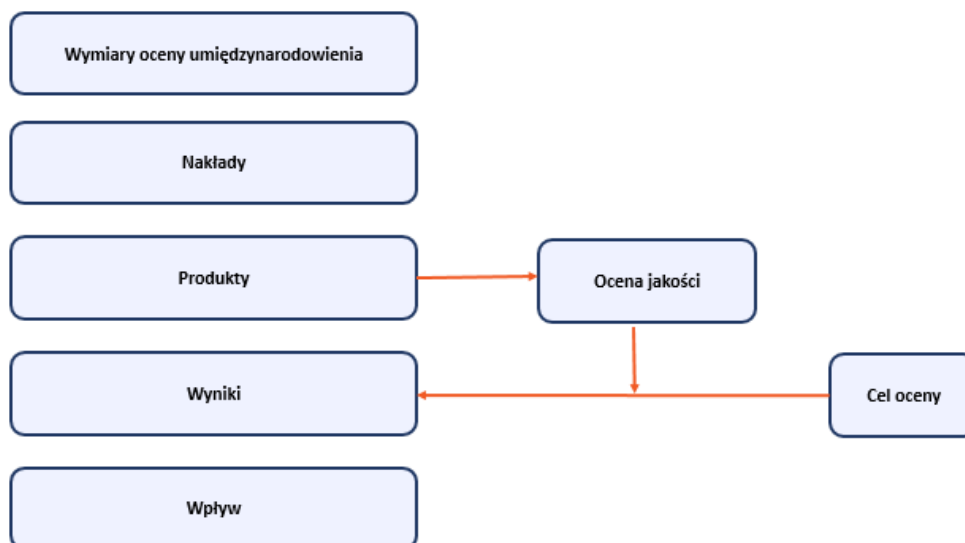 Wymiary oceny umiędzynarodowienia
Nakłady
Produkty
Ocena jakości
Wyniki
Cel oceny
Wpływ